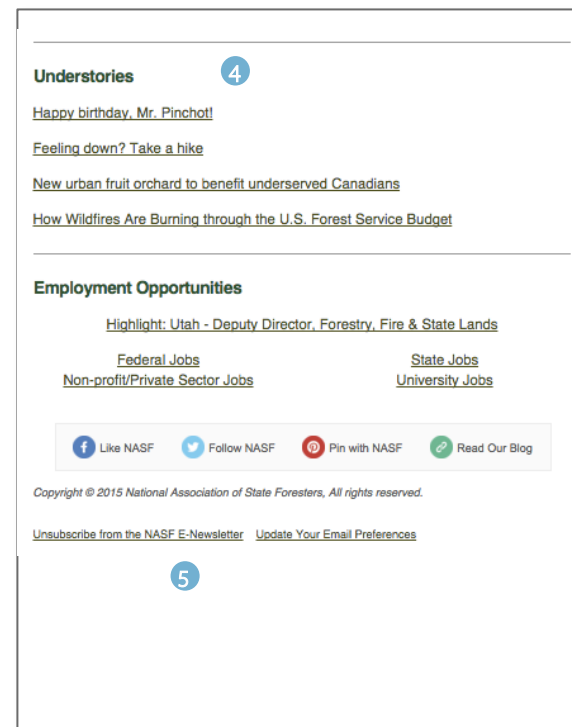 Understories 4
Happy birthday, Mr. Pinchot!
Feeling down? Take a hike
New urban fruit orchard to benefit underserved Canadians
How Wildfires Are Burning through the U.S. Forest Service Budget
Employment Opportunities
Highlight: Utah - Deputy Director, Forestry, Fire & State Lands
Federal Jobs State Jobs
Non-profit/Private Sector Jobs University Jobs
Like NASF Follow NASF Pin with NASF Read Our Blog
Copyright © 2015 National Association of State Foresters, All rights reserved.
Unsubscribe from the NASF E-Newsletter Update Your Email Preferences
5